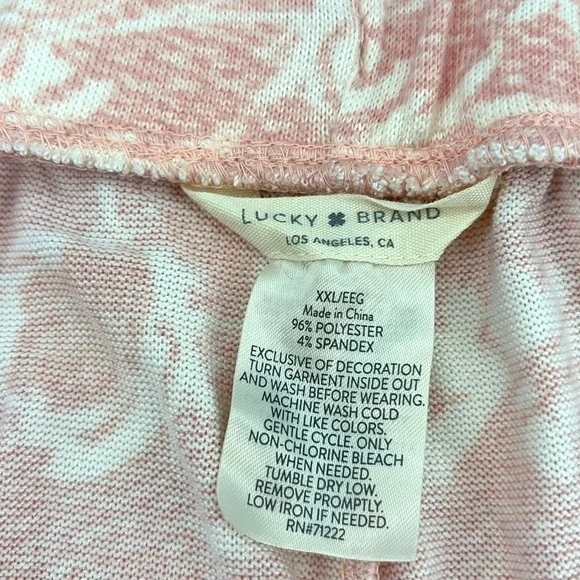 LUCKY BRAND
LOS ANGELES, CA
XXL/EEG
Made in China
96% POLYESTER
4% SPANDEX
EXCLUSIVE OF DECORATION
TURN GARMENT INSIDE OUT
AND WASH BEFORE WEARING.
MACHINE WASH COLD
WITH LIKE COLORS.
GENTLE CYCLE. ONLY
NON-CHLORINE BLEACH
WHEN NEEDED.
TUMBLE DRY LOW.
REMOVE PROMPTLY.
LOW IRON IF NEEDED.
RN#71222